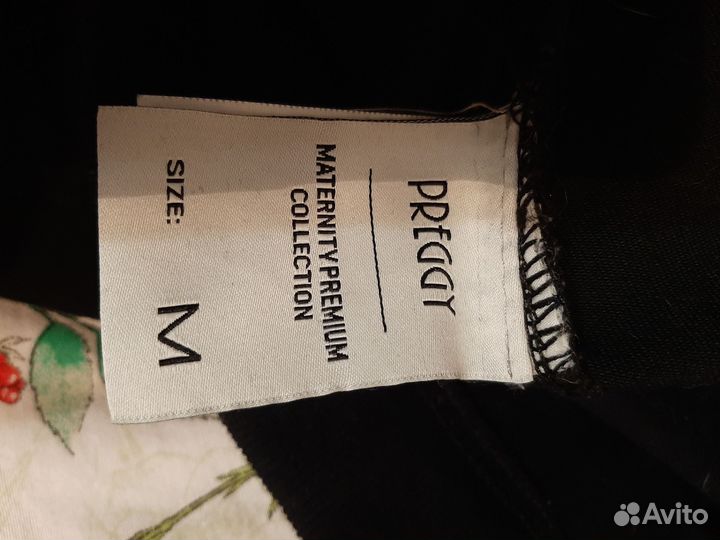 PREGGY
MATERNITY PREMIUM
COLLECTION
SIZE:
M
Avito